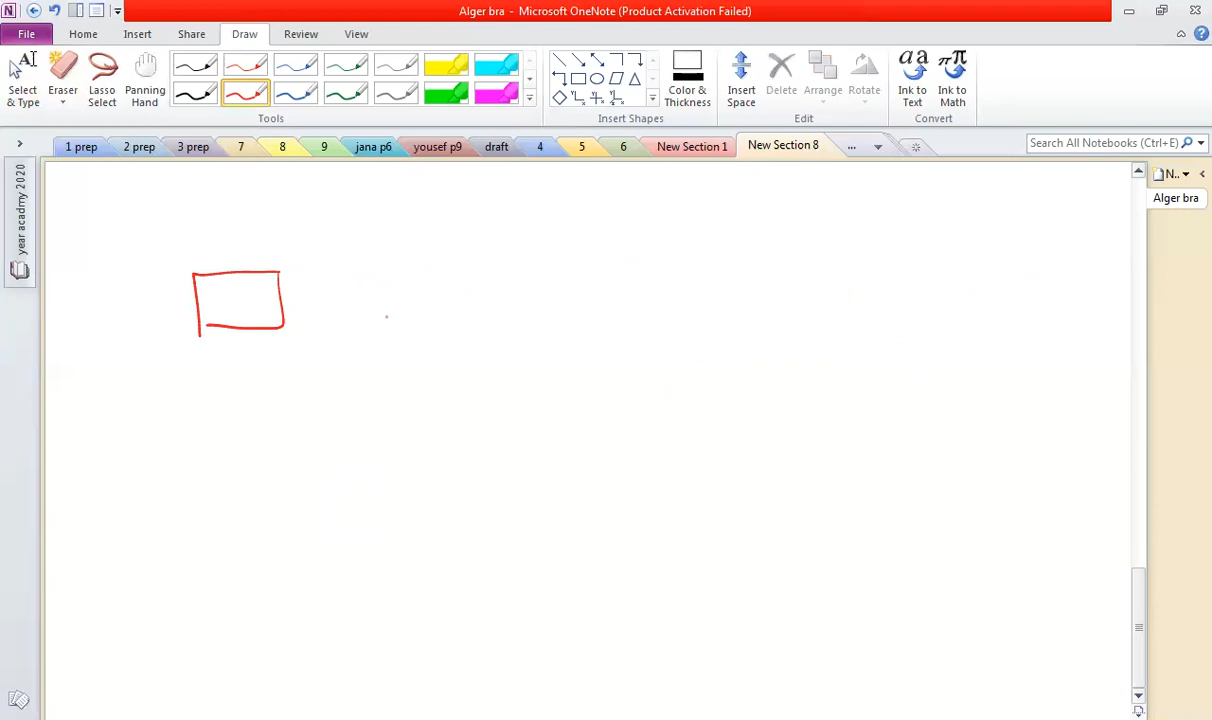 Alger bra - Microsoft OneNote (Product Activation Failed)
File Home Insert Share Draw Review View
Select & Type
Eraser
Lasso Select
Panning Hand
Color & Thickness
Insert Space
Delete
Arrange
Rotate
Ink to Text
Ink to Math
Tools
Insert Shapes
Edit
Convert
1 prep 2 prep 3 prep 7 8 9 jana p6 yousef p9 draft 4 5 6 New Section 1 New Section 8 ... Search All Notebooks (Ctrl+E)
N..
Alger bra
year acadmy 2020